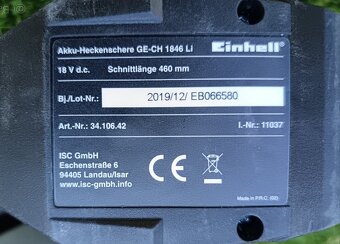 Akku-Heckenschere GE-CH 1846 Li
Einhell
18 V d.c. Schnittlänge 460 mm
Bj./Lot-Nr.: 2019/12/ EB066580
Art.-Nr.: 34.106.42 I.-Nr.: 11037
ISC GmbH
Eschenstraße 6
94405 Landau/Isar
www.isc-gmbh.info
CE
Made in P.R.C. (02)